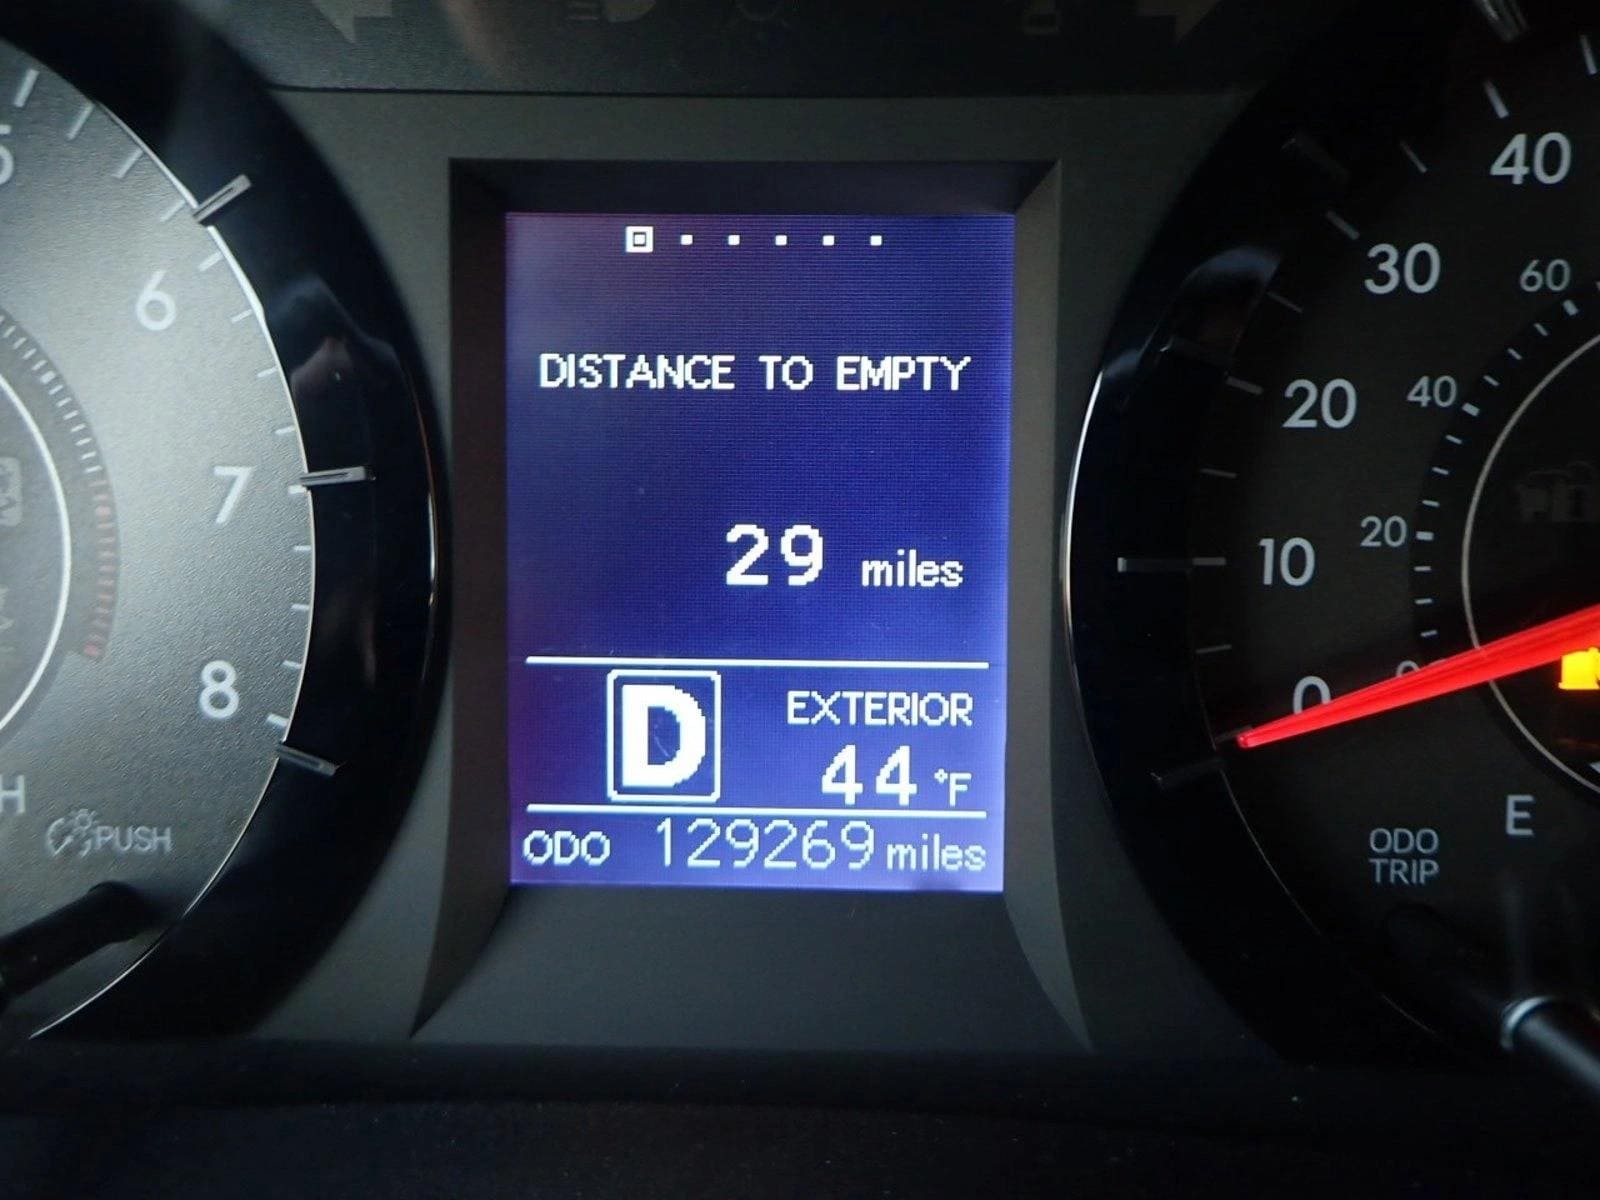 DISTANCE TO EMPTY
29 miles
D
EXTERIOR
44 °F
ODO 129269 miles
5
6
7
8
H
PUSH
40
30
20
10
0
60
40
20
E
ODO
TRIP